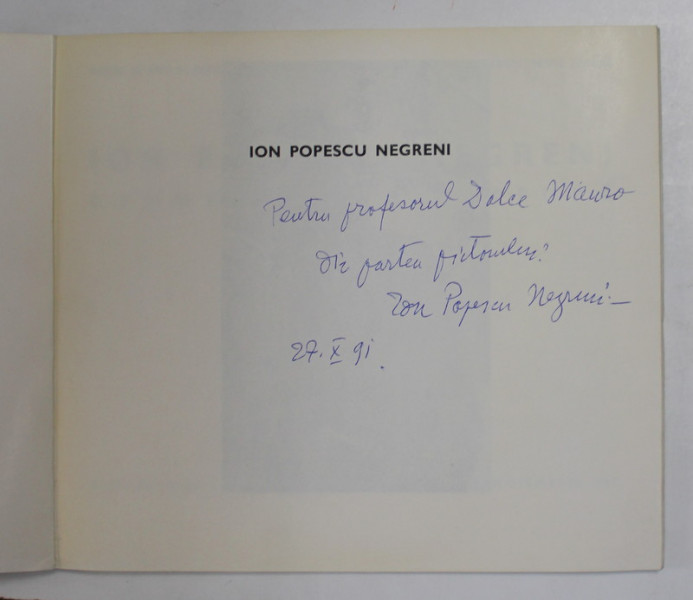 ION POPESCU NEGRENI
Pentru profesorul Dolce Mauro
din partea pictorului:
Ion Popescu Negreni
27. X 91.